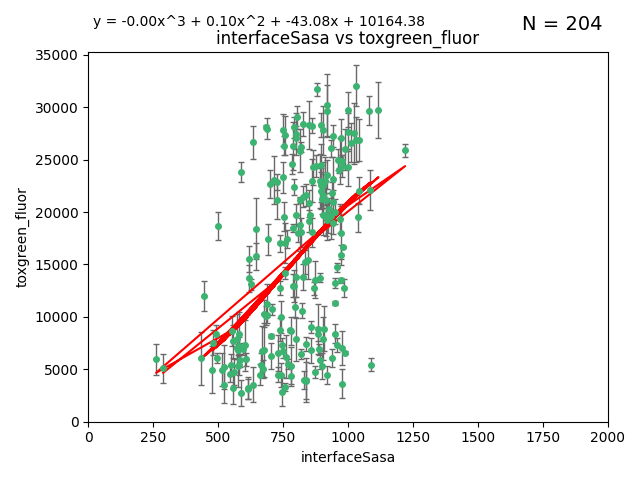 y = -0.00x^3 + 0.10x^2 + -43.08x + 10164.38
N = 204
interfaceSasa vs toxgreen_fluor
35000
30000
25000
20000
15000
10000
5000
0
toxgreen_fluor
0 250 500 750 1000 1250 1500 1750 2000
interfaceSasa